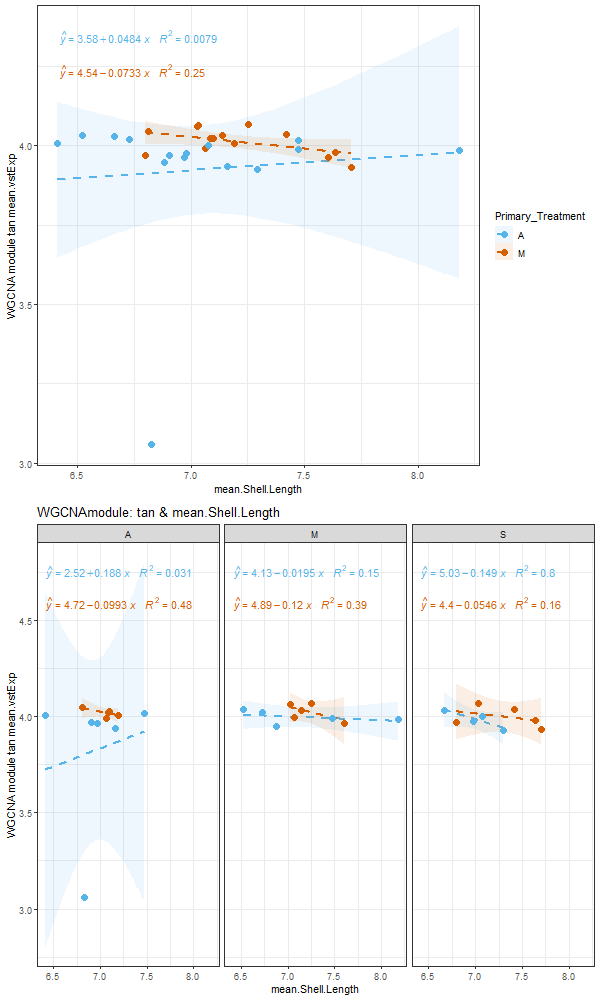 ŷ = 3.58+0.0484 x   R² = 0.0079
ŷ = 4.54−0.0733 x   R² = 0.25
4.0
3.5
3.0
WGCNA module tan mean.vstExp
6.5 7.0 7.5 8.0
mean.Shell.Length
Primary_Treatment
A
M
WGCNAmodule: tan & mean.Shell.Length
A M S
ŷ = 2.52+0.188 x   R² = 0.031
ŷ = 4.72−0.0993 x   R² = 0.48
ŷ = 4.13−0.0195 x   R² = 0.15
ŷ = 4.89−0.12 x   R² = 0.39
ŷ = 5.03−0.149 x   R² = 0.8
ŷ = 4.4−0.0546 x   R² = 0.16
4.5
4.0
3.5
3.0
WGCNA module tan mean.vstExp
6.5 7.0 7.5 8.0 6.5 7.0 7.5 8.0 6.5 7.0 7.5 8.0
mean.Shell.Length